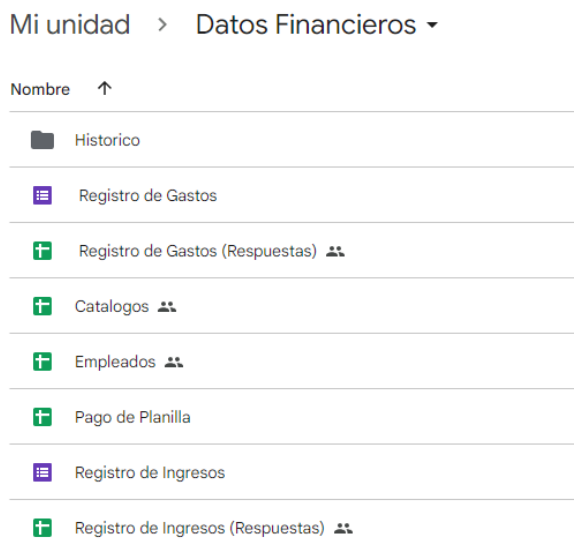 Mi unidad > Datos Financieros
Nombre
Historico
Registro de Gastos
Registro de Gastos (Respuestas)
Catalogos
Empleados
Pago de Planilla
Registro de Ingresos
Registro de Ingresos (Respuestas)